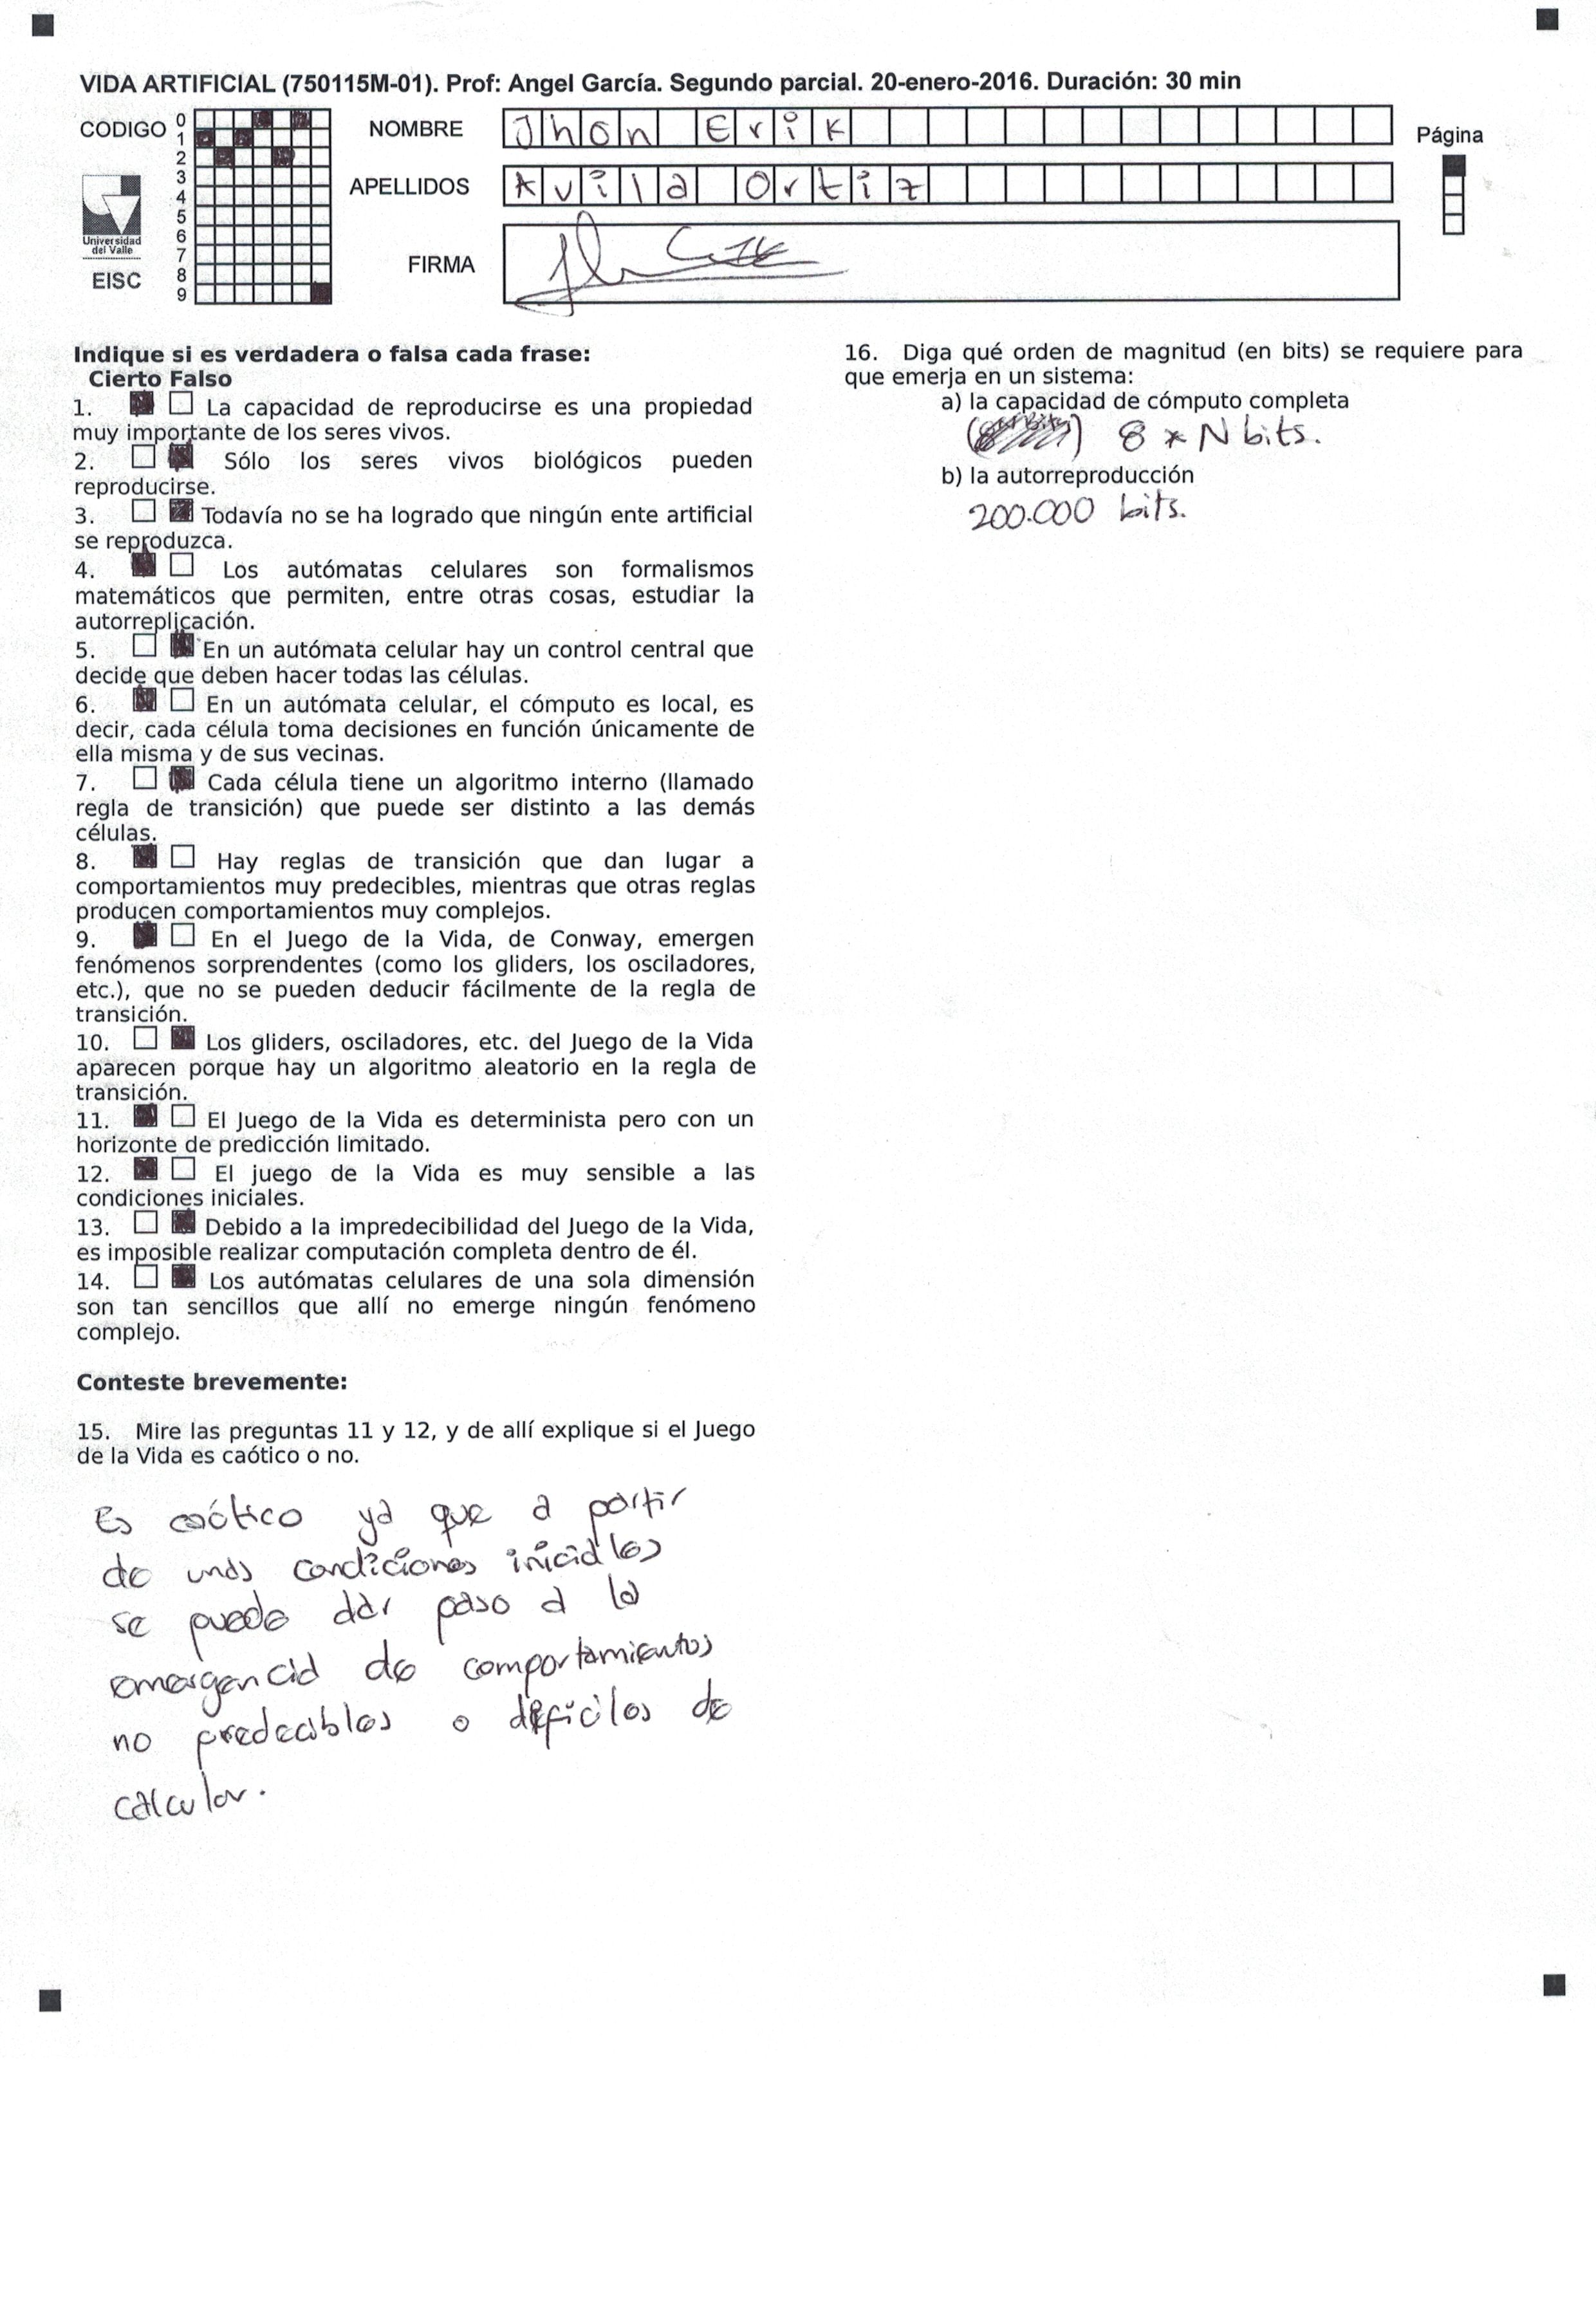 VIDA ARTIFICIAL (750115M-01). Prof: Angel García. Segundo parcial. 20-enero-2016. Duración: 30 min
CODIGO
0
1
2
3
4
5
6
7
8
9
Universidad
del Valle
EISC
NOMBRE
Jhon Erik
APELLIDOS
Avila Ortiz
FIRMA
Página
Indique si es verdadera o falsa cada frase:
Cierto Falso
1. La capacidad de reproducirse es una propiedad
muy importante de los seres vivos.
2. Sólo los seres vivos biológicos pueden
reproducirse.
3. Todavía no se ha logrado que ningún ente artificial
se reproduzca.
4. Los autómatas celulares son formalismos
matemáticos que permiten, entre otras cosas, estudiar la
autorreplicación.
5. En un autómata celular hay un control central que
decide que deben hacer todas las células.
6. En un autómata celular, el cómputo es local, es
decir, cada célula toma decisiones en función únicamente de
ella misma y de sus vecinas.
7. Cada célula tiene un algoritmo interno (llamado
regla de transición) que puede ser distinto a las demás
células.
8. Hay reglas de transición que dan lugar a
comportamientos muy predecibles, mientras que otras reglas
producen comportamientos muy complejos.
9. En el Juego de la Vida, de Conway, emergen
fenómenos sorprendentes (como los gliders, los osciladores,
etc.), que no se pueden deducir fácilmente de la regla de
transición.
10. Los gliders, osciladores, etc. del Juego de la Vida
aparecen porque hay un algoritmo aleatorio en la regla de
transición.
11. El Juego de la Vida es determinista pero con un
horizonte de predicción limitado.
12. El juego de la Vida es muy sensible a las
condiciones iniciales.
13. Debido a la impredecibilidad del Juego de la Vida,
es imposible realizar computación completa dentro de él.
14. Los autómatas celulares de una sola dimensión
son tan sencillos que allí no emerge ningún fenómeno
complejo.
Conteste brevemente:
15. Mire las preguntas 11 y 12, y de allí explique si el Juego
de la Vida es caótico o no.
Es caótico ya que a partir
de unas condiciones iniciales
se puede dar paso a la
emergencia de comportamientos
no predecibles o dificiles de
calcular.
16. Diga qué orden de magnitud (en bits) se requiere para
que emerja en un sistema:
a) la capacidad de cómputo completa
8 * N bits.
b) la autorreproducción
200.000 bits.